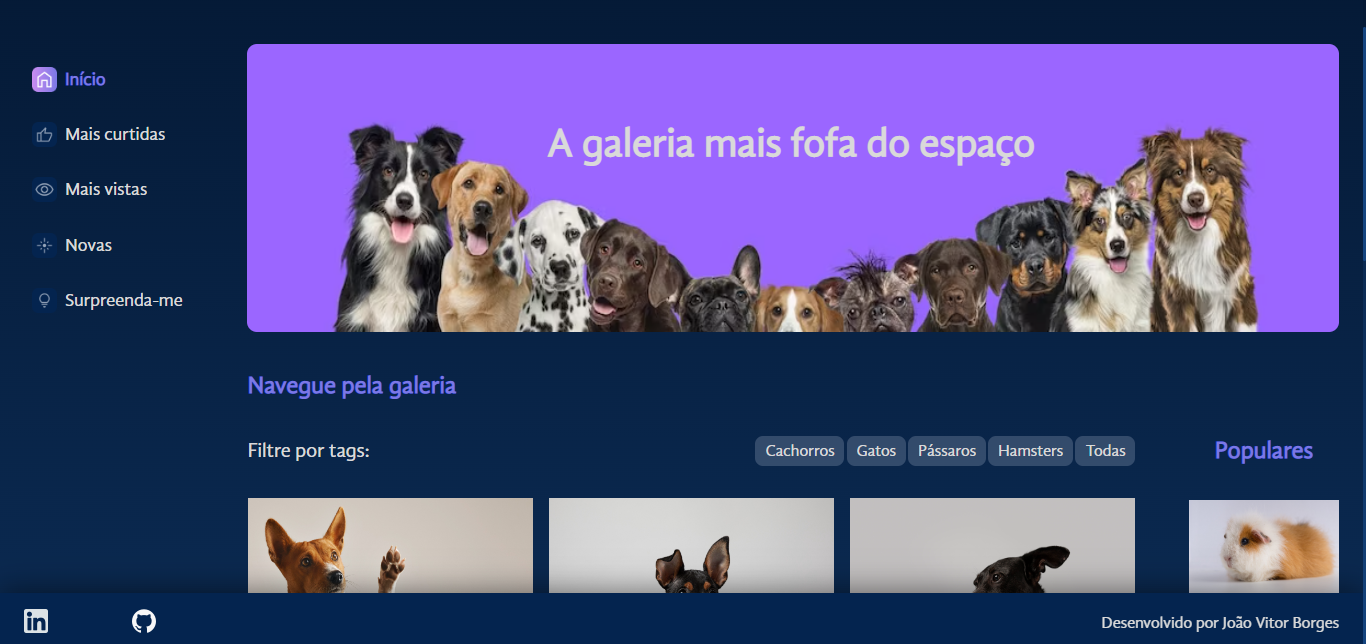 Início
Mais curtidas
Mais vistas
Novas
Surpreenda-me
A galeria mais fofa do espaço
Navegue pela galeria
Filtre por tags:
Cachorros
Gatos
Pássaros
Hamsters
Todas
Populares
in
Desenvolvido por João Vitor Borges